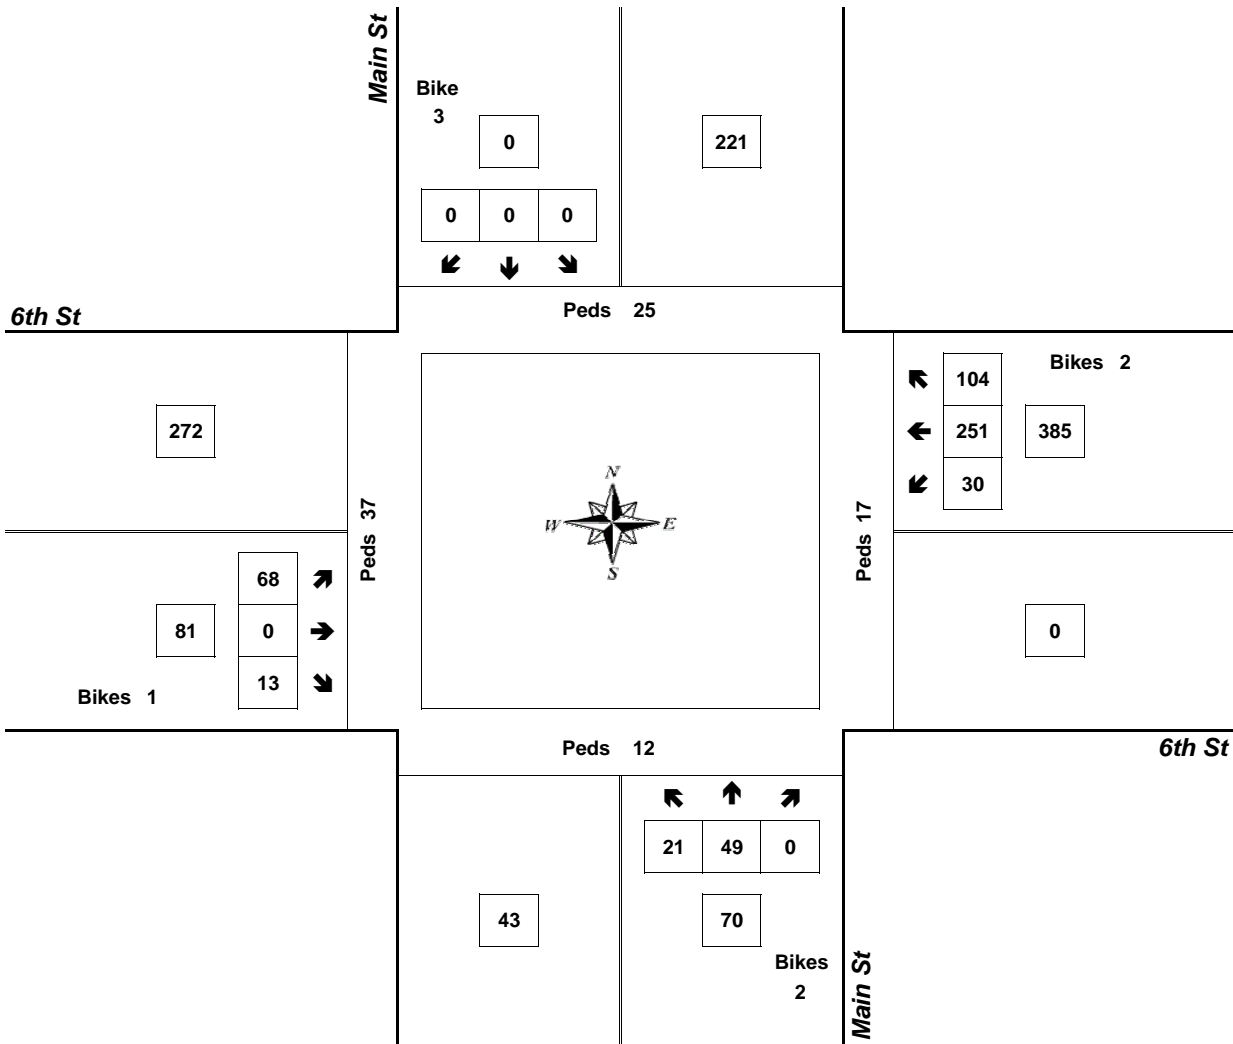 Main St
Bike
3
0
221
0 0 0
6th St
Peds 25
Bikes 2
104
272
251 385
30
N
W E
S
Peds 37
Peds 17
68
81 0
0
13
Bikes 1
Peds 12
6th St
21 49 0
43
70
Bikes
2
Main St